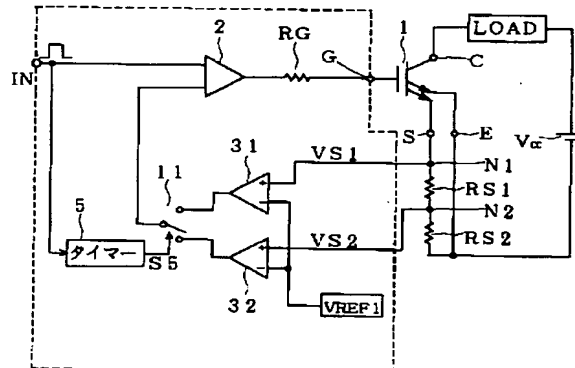 2
RG
G
1
LOAD
C
IN
S
E
Vcc
31
VS1
N1
RS1
11
N2
5
VS2
RS2
タイマー
S5
32
VREF1